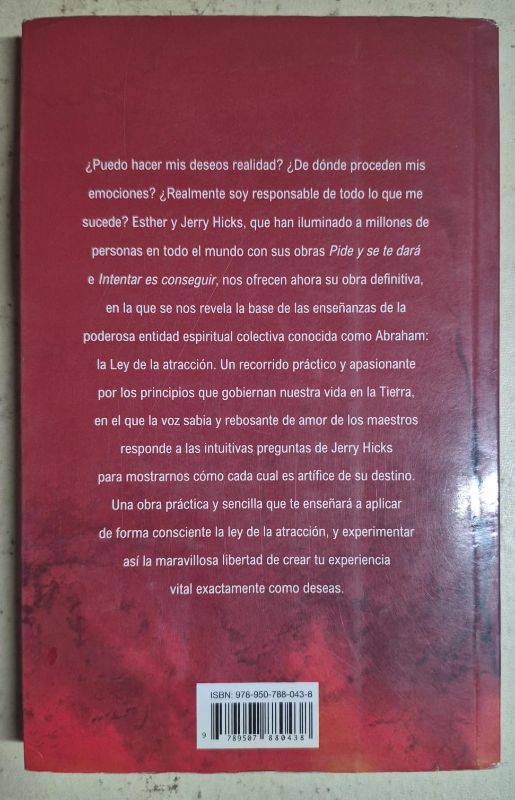 ¿Puedo hacer mis deseos realidad? ¿De dónde proceden mis
emociones? ¿Realmente soy responsable de todo lo que me
sucede? Esther y Jerry Hicks, que han iluminado a millones de
personas en todo el mundo con sus obras Pide y se te dará
e Intentar es conseguir, nos ofrecen ahora su obra definitiva,
en la que se nos revela la base de las enseñanzas de la
poderosa entidad espiritual colectiva conocida como Abraham:
la Ley de la atracción. Un recorrido práctico y apasionante
por los principios que gobiernan nuestra vida en la Tierra,
en el que la voz sabia y rebosante de amor de los maestros
responde a las intuitivas preguntas de Jerry Hicks
para mostrarnos cómo cada cual es artífice de su destino.
Una obra práctica y sencilla que te enseñará a aplicar
de forma consciente la ley de la atracción, y experimentar
así la maravillosa libertad de crear tu experiencia
vital exactamente como deseas.
ISBN: 978-950-788-043-8
9 789507 880438